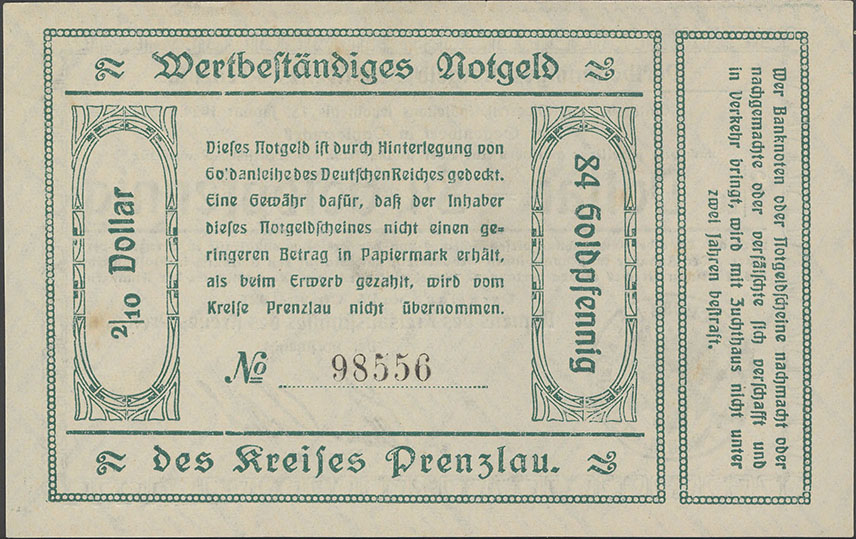 Wertbeständiges Notgeld
2/10 Dollar
Dieses Notgeld ist durch Hinterlegung von
Go'danleihe des Deutschen Reiches gedeckt.
Eine Gewähr dafür, daß der Inhaber
dieses Notgeldscheines nicht einen ge-
ringeren Betrag in Papiermark erhält,
als beim Erwerb gezahlt, wird vom
Kreise Prenzlau nicht übernommen.
No 98556
84 Goldpfennig
des Kreises Prenzlau.
Wer Banknoten oder Notgeldscheine nachmacht oder
nachgemachte oder verfälschte sich verschafft und
in Verkehr bringt, wird mit Zuchthaus nicht unter
zwei Jahren bestraft.